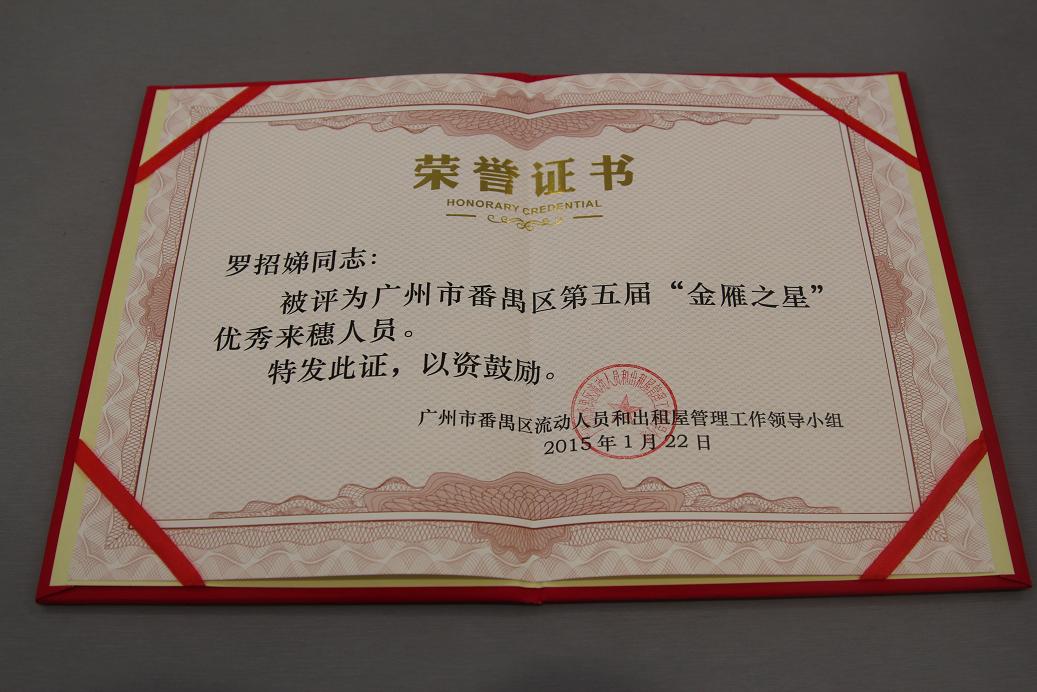 荣誉证书
HONORARY CREDENTIAL
罗招娣同志：
被评为广州市番禺区第五届“金雁之星”
优秀来穗人员。
特发此证，以资鼓励。
广州市番禺区流动人员和出租屋管理工作领导小组
2015年1月22日